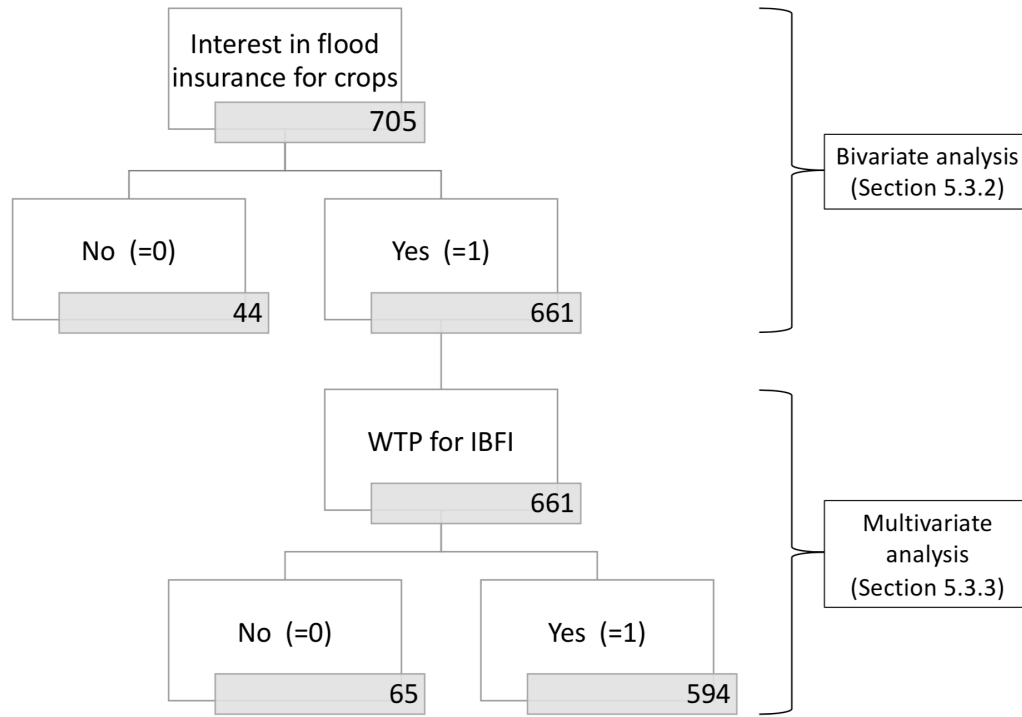 Interest in flood
insurance for crops
705
Bivariate analysis
(Section 5.3.2)
No (=0)
44
Yes (=1)
661
WTP for IBFI
661
Multivariate
analysis
(Section 5.3.3)
No (=0)
65
Yes (=1)
594